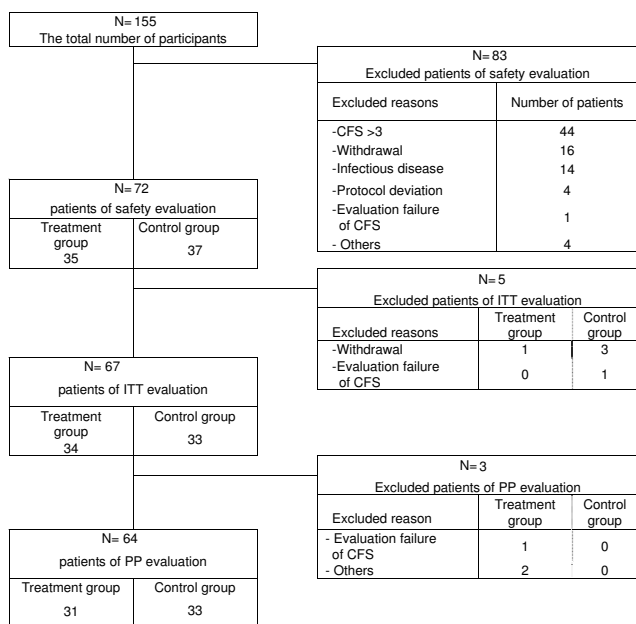 N= 155
The total number of participants
N= 83
Excluded patients of safety evaluation
Excluded reasons Number of patients
-CFS >3 44
-Withdrawal 16
-Infectious disease 14
-Protocol deviation 4
-Evaluation failure
of CFS 1
- Others 4
N= 72
patients of safety evaluation
Treatment
group
35
Control group
37
N= 5
Excluded patients of ITT evaluation
Excluded reasons
Treatment
group
Control
group
-Withdrawal 1 3
-Evaluation failure
of CFS 0 1
N= 67
patients of ITT evaluation
Treatment
group
34
Control group
33
N= 3
Excluded patients of PP evaluation
Excluded reason
Treatment
group
Control
group
- Evaluation failure
of CFS 1 0
- Others 2 0
N= 64
patients of PP evaluation
Treatment group
31
Control group
33